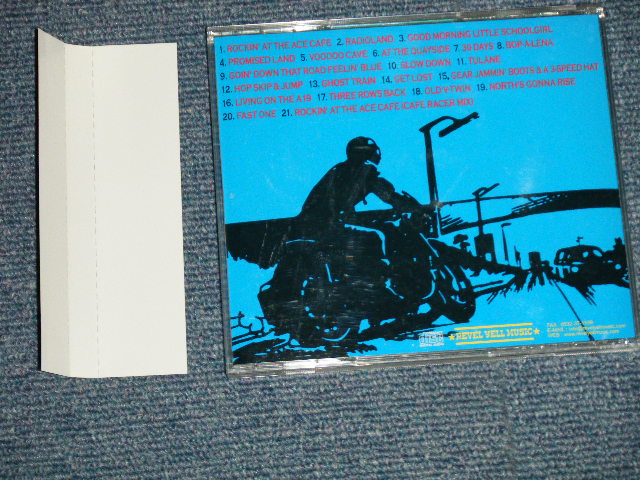 1. ROCKIN' AT THE ACE CAFE 2. RADIOLAND 3. GOOD MORNING LITTLE SCHOOLGIRL
4. PROMISED LAND 5. VOODOO CAVE 6. AT THE QUAYSIDE 7. 30 DAYS 8. BOP-A-LENA
9. GOIN' DOWN THAT ROAD FEELIN' BLUE 10. SLOW DOWN 11. TULANE
12. HOP SKIP & JUMP 13. GHOST TRAIN 14. GET LOST 15. GEAR JAMMIN' BOOTS & A 3-SPEED HAT
16. LIVING ON THE A19 17. THREE ROWS BACK 18. OLD V-TWIN 19. NORTH'S GONNA RISE
20. FAST ONE 21. ROCKIN' AT THE ACE CAFE (CAFE RACER MIX)
★REVEL YELL MUSIC★